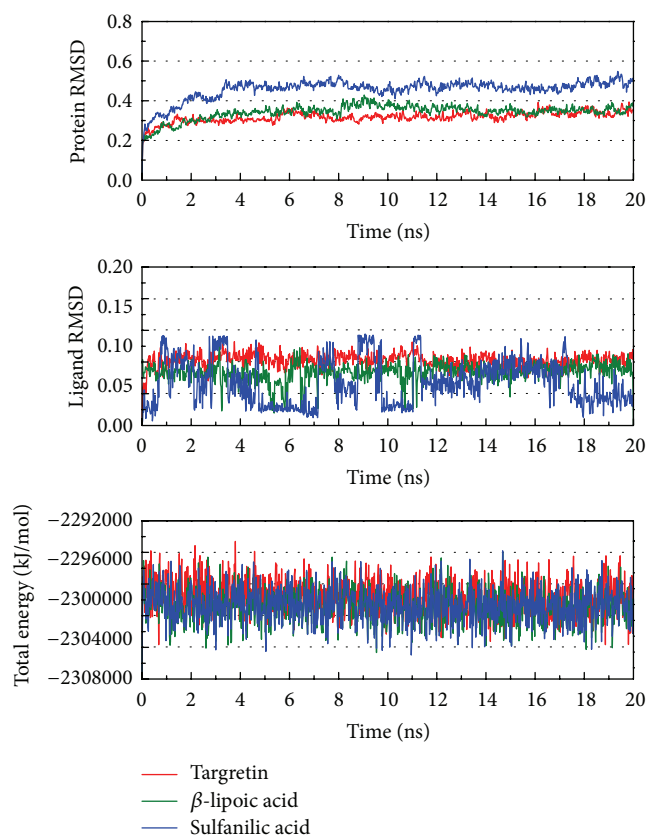 Protein RMSD
0.8
0.6
0.4
0.2
0.0
0 2 4 6 8 10 12 14 16 18 20
Time (ns)
Ligand RMSD
0.20
0.15
0.10
0.05
0.00
0 2 4 6 8 10 12 14 16 18 20
Time (ns)
Total energy (kJ/mol)
−2292000
−2296000
−2300000
−2304000
−2308000
0 2 4 6 8 10 12 14 16 18 20
Time (ns)
Targretin
β-lipoic acid
Sulfanilic acid